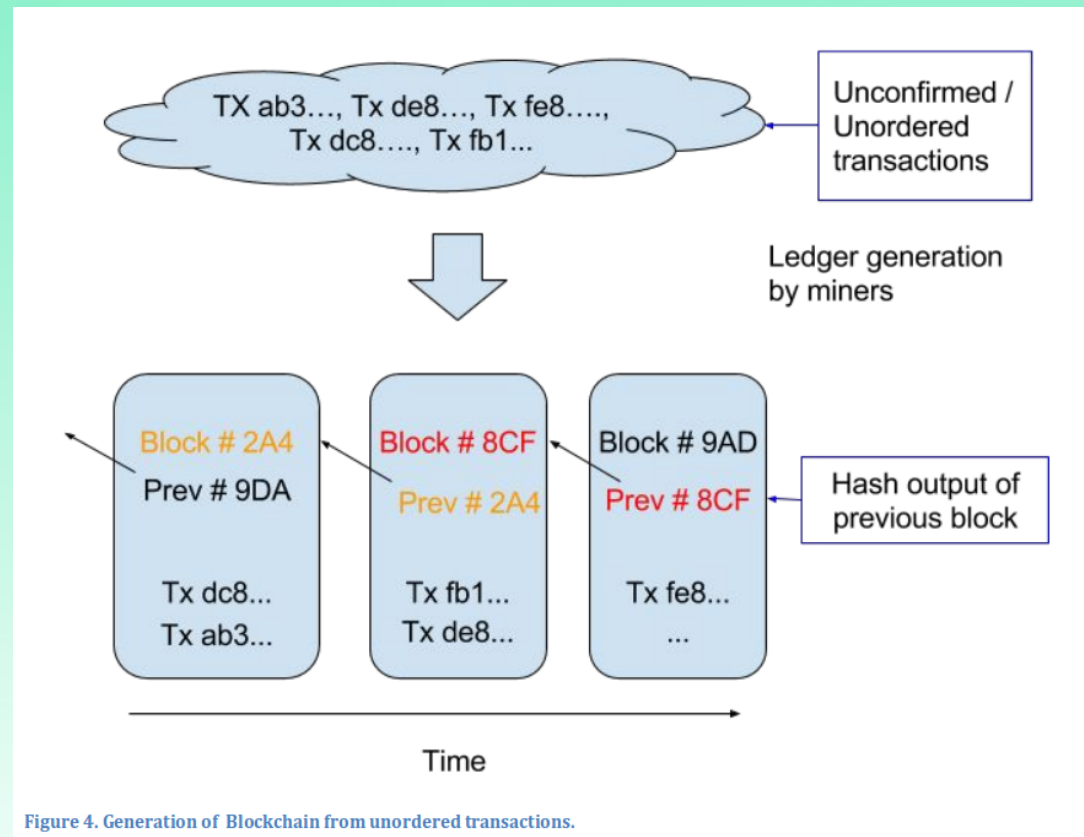 TX ab3..., Tx de8..., Tx fe8....,
Tx dc8...., Tx fb1...
Unconfirmed /
Unordered
transactions
Ledger generation
by miners
Block # 2A4
Prev # 9DA
Tx dc8...
Tx ab3...
Block # 8CF
Prev # 2A4
Tx fb1...
Tx de8...
Block # 9AD
Prev # 8CF
Tx fe8...
...
Hash output of
previous block
Time
Figure 4. Generation of Blockchain from unordered transactions.